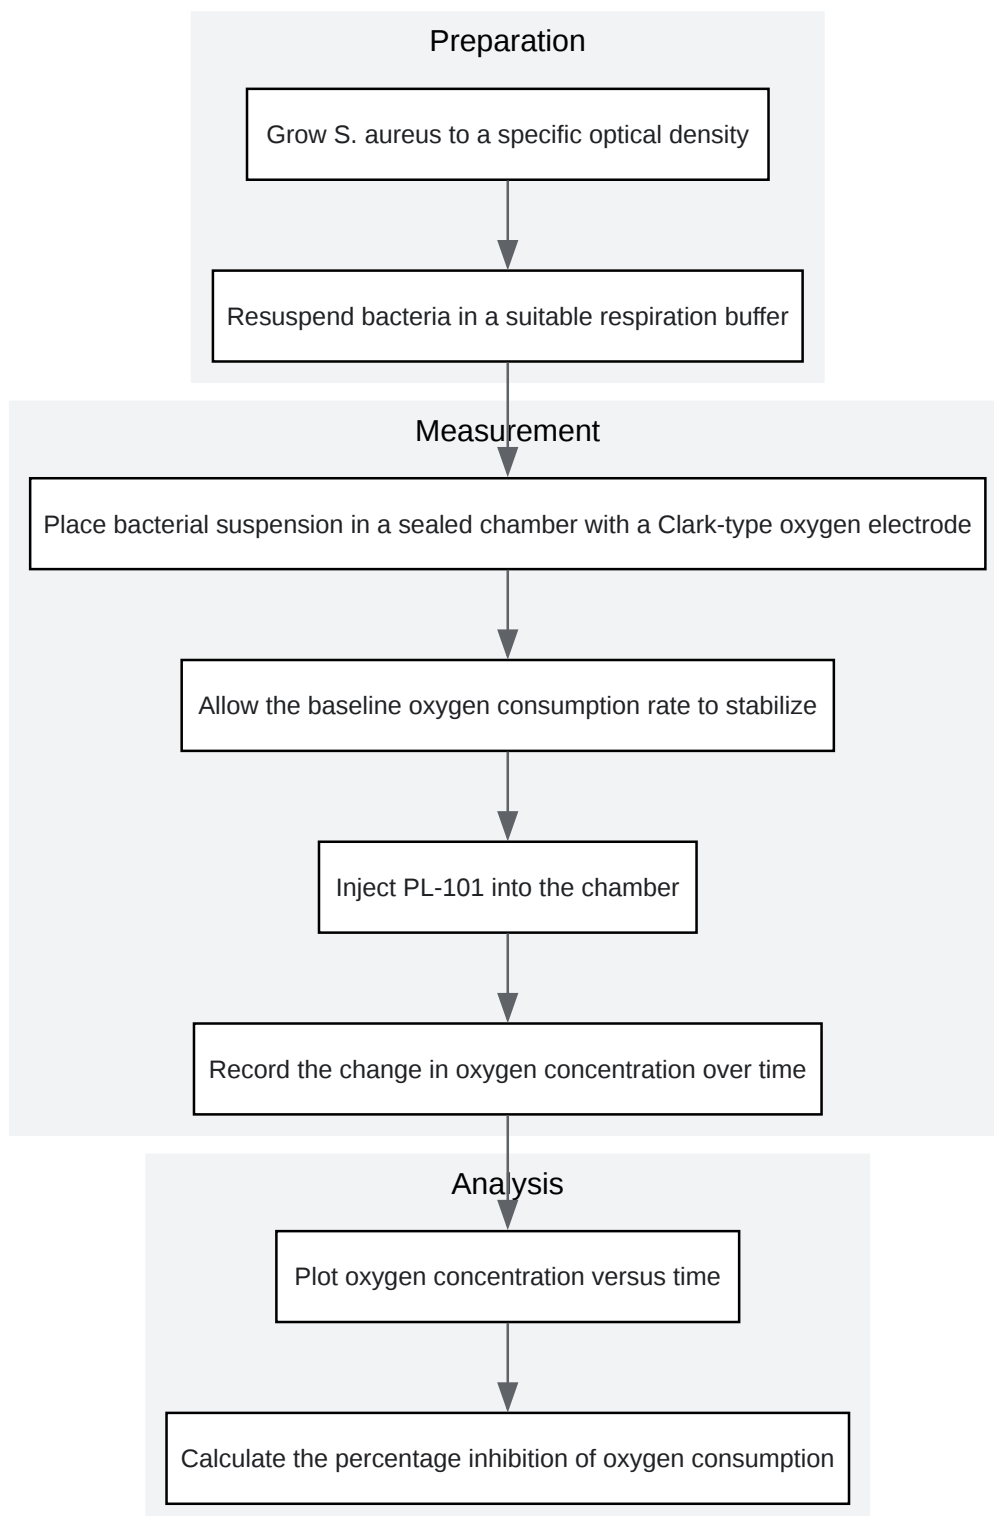 Preparation
Grow S. aureus to a specific optical density
Resuspend bacteria in a suitable respiration buffer
Measurement
Place bacterial suspension in a sealed chamber with a Clark-type oxygen electrode
Allow the baseline oxygen consumption rate to stabilize
Inject PL-101 into the chamber
Record the change in oxygen concentration over time
Analysis
Plot oxygen concentration versus time
Calculate the percentage inhibition of oxygen consumption